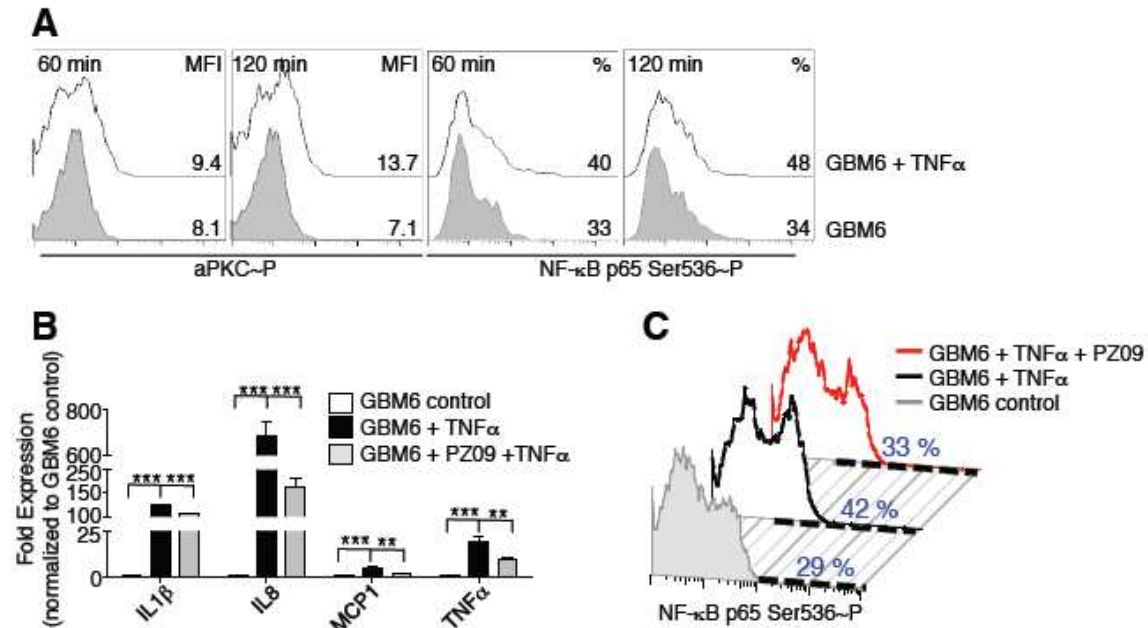 A
60 min MFI 120 min MFI 60 min % 120 min %
9.4 13.7 40 48 GBM6 + TNFα
8.1 7.1 33 34 GBM6
aPKC~P NF-κB p65 Ser536~P
B
Fold Expression
(normalized to GBM6 control)
800
600
250
150
100
25
0
*** *** *** *** *** ** *** **
GBM6 control
GBM6 + TNFα
GBM6 + PZ09 +TNFα
IL1β IL8 MCP1 TNFα
C
GBM6 + TNFα + PZ09
GBM6 + TNFα
GBM6 control
33 %
42 %
29 %
NF-κB p65 Ser536~P